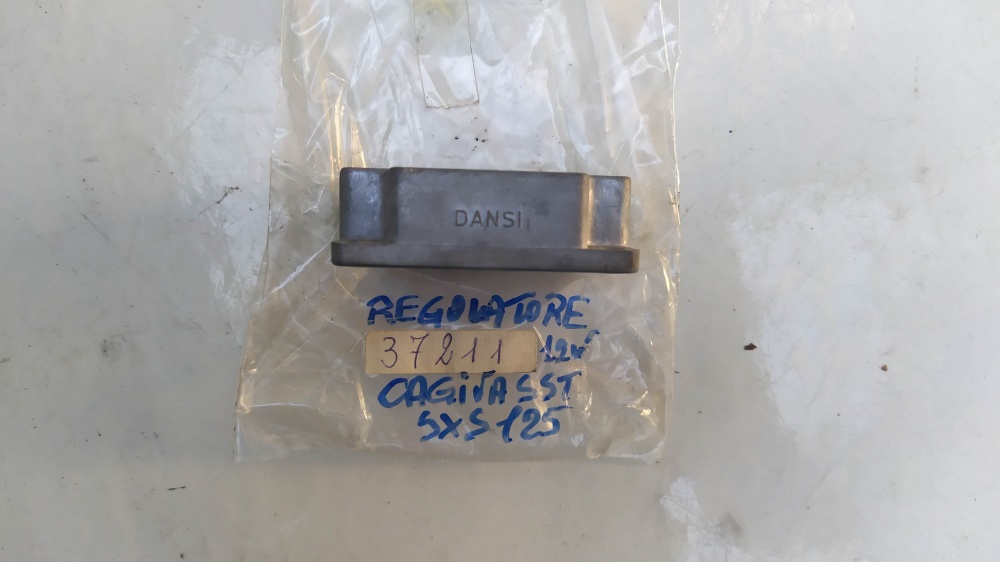 DANSI
REGOLATORE
37211 12V
CAGIVA SST
SXS 125